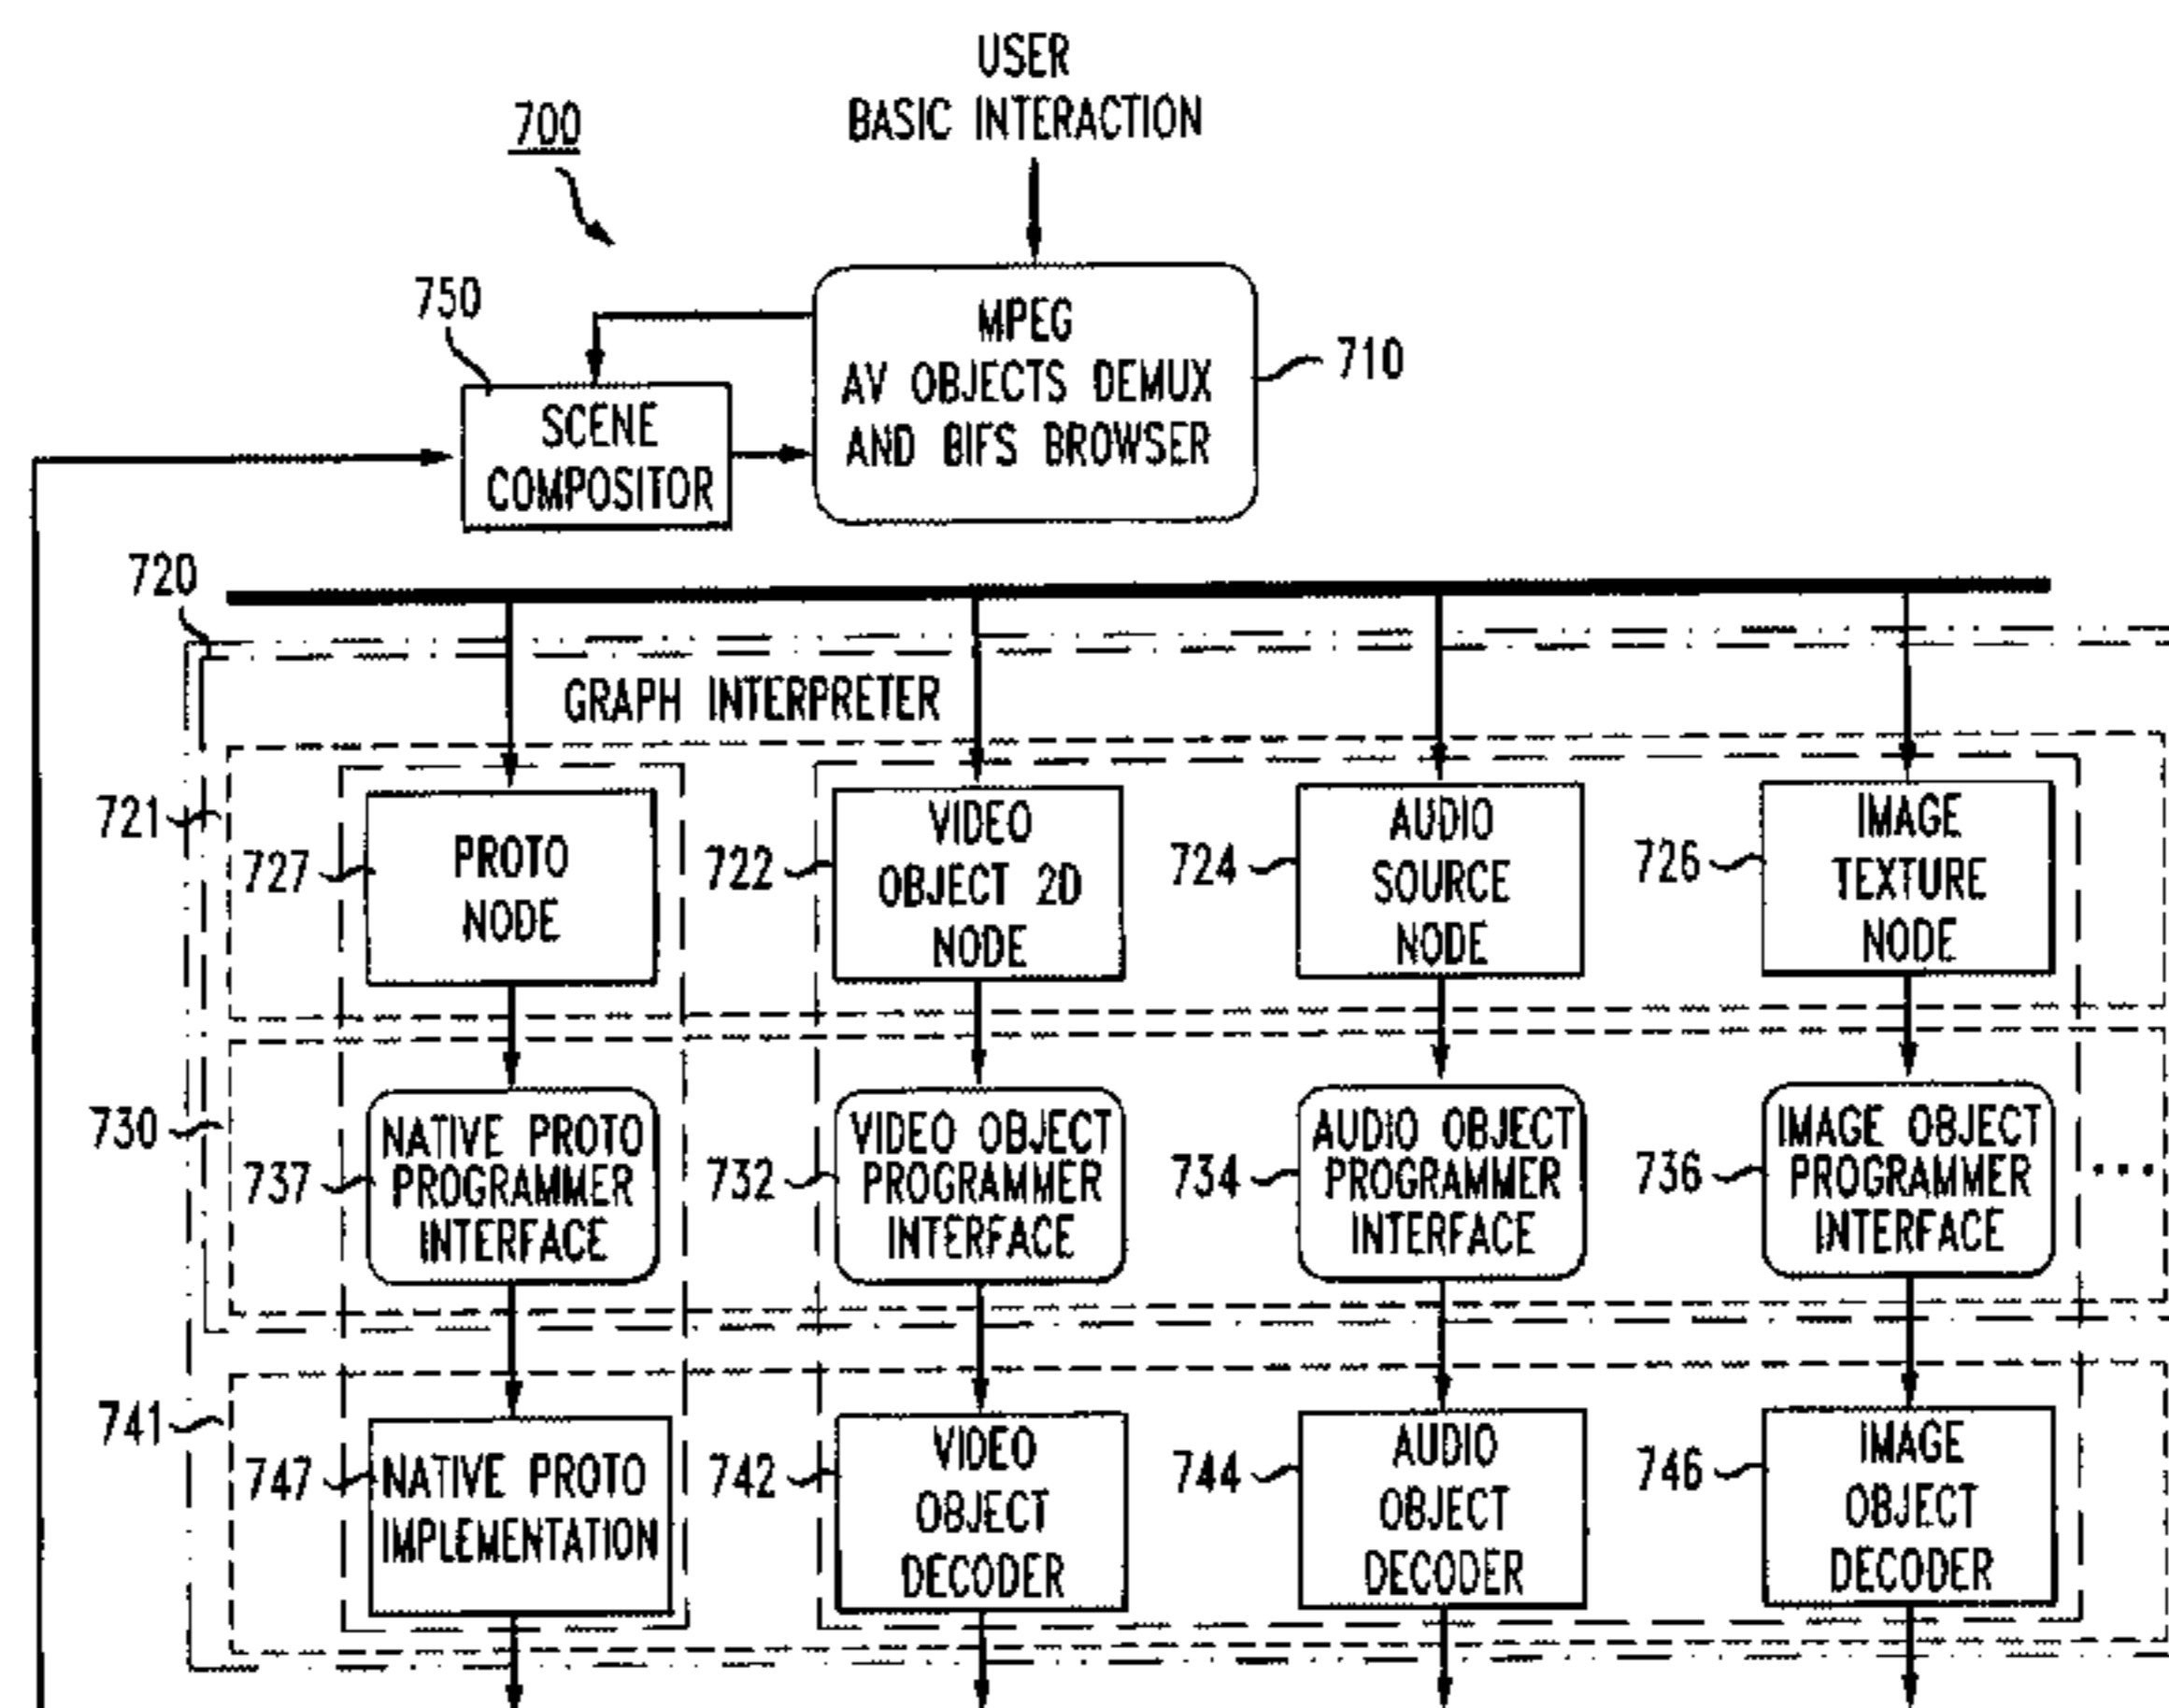 USER
BASIC INTERACTION
700
750
MPEG
AV OBJECTS DEMUX
AND BIFS BROWSER
710
SCENE
COMPOSITOR
720
GRAPH INTERPRETER
721
727
PROTO
NODE
722
VIDEO
OBJECT 2D
NODE
724
AUDIO
SOURCE
NODE
726
IMAGE
TEXTURE
NODE
730
737
NATIVE PROTO
PROGRAMMER
INTERFACE
732
VIDEO OBJECT
PROGRAMMER
INTERFACE
734
AUDIO OBJECT
PROGRAMMER
INTERFACE
736
IMAGE OBJECT
PROGRAMMER
INTERFACE
...
741
747
NATIVE PROTO
IMPLEMENTATION
742
VIDEO
OBJECT
DECODER
744
AUDIO
OBJECT
DECODER
746
IMAGE
OBJECT
DECODER